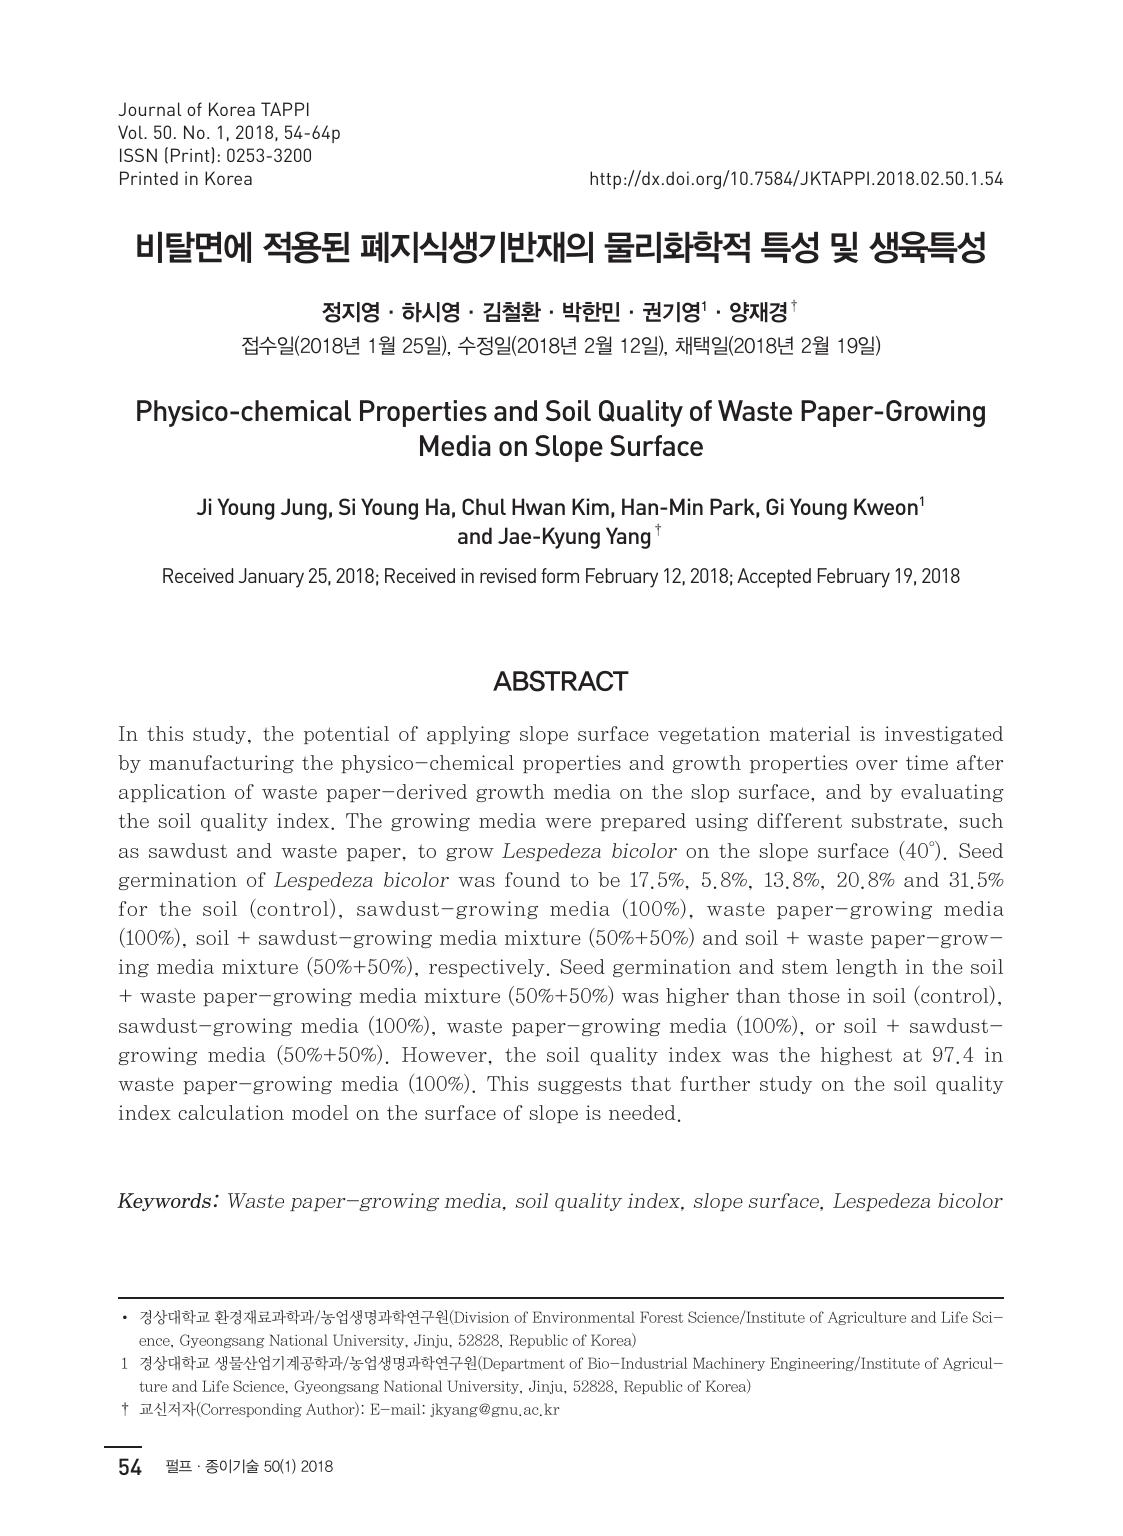 Journal of Korea TAPPI
Vol. 50. No. 1, 2018, 54-64p
ISSN (Print): 0253-3200
Printed in Korea
http://dx.doi.org/10.7584/JKTAPPI.2018.02.50.1.54
비탈면에 적용된 폐지식생기반재의 물리화학적 특성 및 생육특성
정지영 · 하시영 · 김철환 · 박한민 · 권기영1 · 양재경†
접수일(2018년 1월 25일), 수정일(2018년 2월 12일), 채택일(2018년 2월 19일)
Physico-chemical Properties and Soil Quality of Waste Paper-Growing
Media on Slope Surface
Ji Young Jung, Si Young Ha, Chul Hwan Kim, Han-Min Park, Gi Young Kweon1
and Jae-Kyung Yang†
Received January 25, 2018; Received in revised form February 12, 2018; Accepted February 19, 2018
ABSTRACT
In this study, the potential of applying slope surface vegetation material is investigated
by manufacturing the physico-chemical properties and growth properties over time after
application of waste paper-derived growth media on the slop surface, and by evaluating
the soil quality index. The growing media were prepared using different substrate, such
as sawdust and waste paper, to grow Lespedeza bicolor on the slope surface (40°). Seed
germination of Lespedeza bicolor was found to be 17.5%, 5.8%, 13.8%, 20.8% and 31.5%
for the soil (control), sawdust-growing media (100%), waste paper-growing media
(100%), soil + sawdust-growing media mixture (50%+50%) and soil + waste paper-grow-
ing media mixture (50%+50%), respectively. Seed germination and stem length in the soil
+ waste paper-growing media mixture (50%+50%) was higher than those in soil (control),
sawdust-growing media (100%), waste paper-growing media (100%), or soil + sawdust-
growing media (50%+50%). However, the soil quality index was the highest at 97.4 in
waste paper-growing media (100%). This suggests that further study on the soil quality
index calculation model on the surface of slope is needed.
Keywords: Waste paper-growing media, soil quality index, slope surface, Lespedeza bicolor
• 경상대학교 환경재료과학과/농업생명과학연구원(Division of Environmental Forest Science/Institute of Agriculture and Life Sci-
ence, Gyeongsang National University, Jinju, 52828, Republic of Korea)
1 경상대학교 생물산업기계공학과/농업생명과학연구원(Department of Bio-Industrial Machinery Engineering/Institute of Agricul-
ture and Life Science, Gyeongsang National University, Jinju, 52828, Republic of Korea)
† 교신저자(Corresponding Author): E-mail: jkyang@gnu.ac.kr
54 펄프 · 종이기술 50(1) 2018